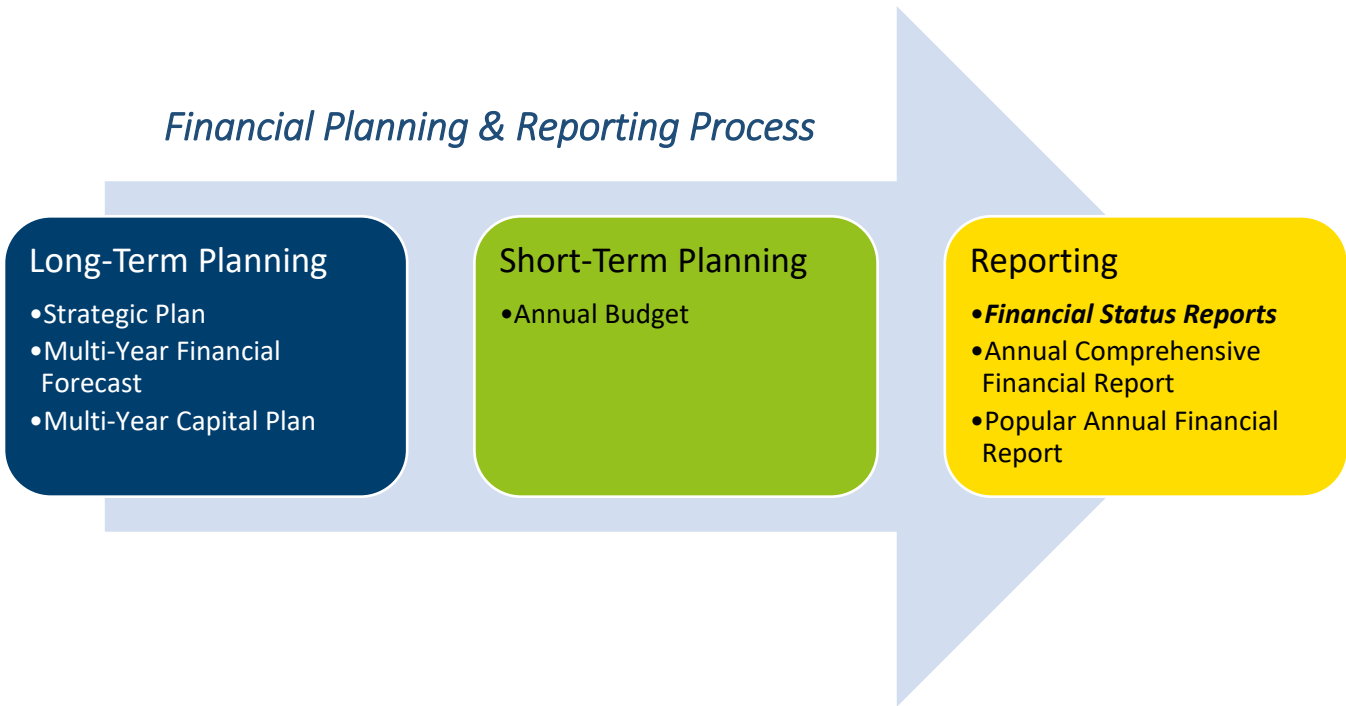 Financial Planning & Reporting Process
Long-Term Planning
•Strategic Plan
•Multi-Year Financial
Forecast
•Multi-Year Capital Plan
Short-Term Planning
•Annual Budget
Reporting
•Financial Status Reports
•Annual Comprehensive
Financial Report
•Popular Annual Financial
Report